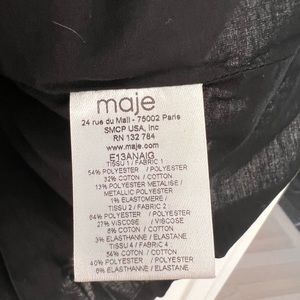 maje
24 rue du Mail - 75002 Paris
SMCP USA, Inc
RN 132 784
www.maje.com
E13ANAIG
TISSU 1 / FABRIC 1
54% POLYESTER / POLYESTER
32% COTON / COTTON
13% POLYESTER METALISE /
METALLIC POLYESTER
1% ELASTOMERE /
TISSU 2 / FABRIC 2
64% POLYESTER / POLYESTER
27% VISCOSE / VISCOSE
6% COTON / COTTON
3% ELASTHANNE / ELASTANE
TISSU 4 / FABRIC 4
54% COTON / COTTON
40% POLYESTER / POLYESTER
6% ELASTHANNE / ELASTANE